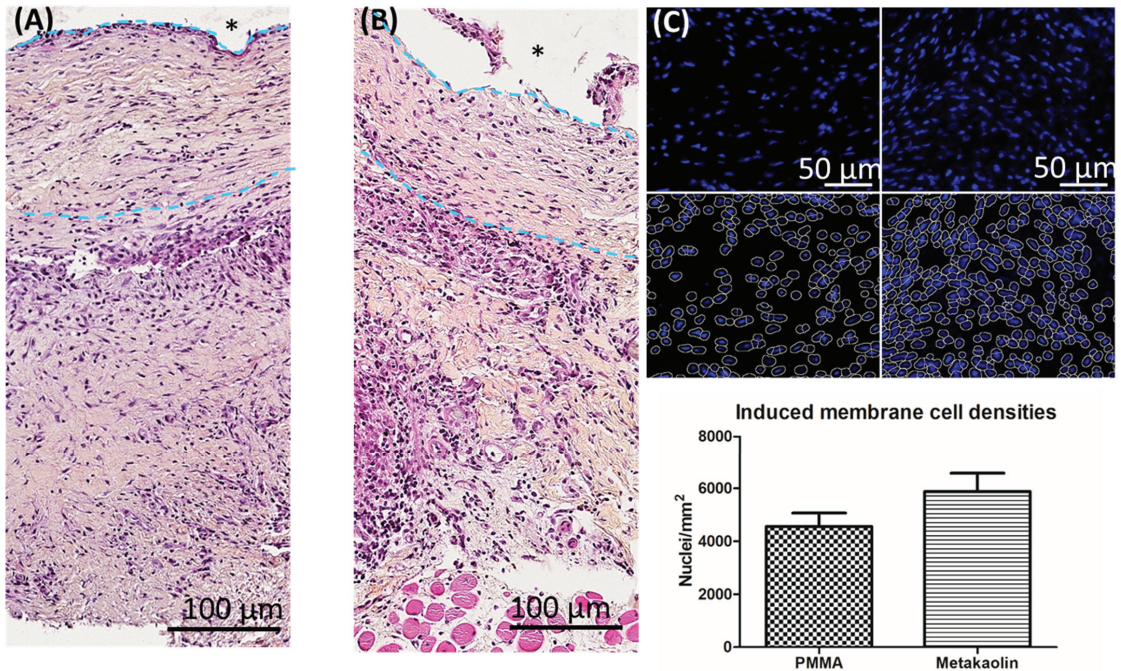 (A)
*
100 µm
(B)
*
100 µm
(C)
50 µm
50 µm
Induced membrane cell densities
Nuclei/mm²
8000
6000
4000
2000
0
PMMA
Metakaolin